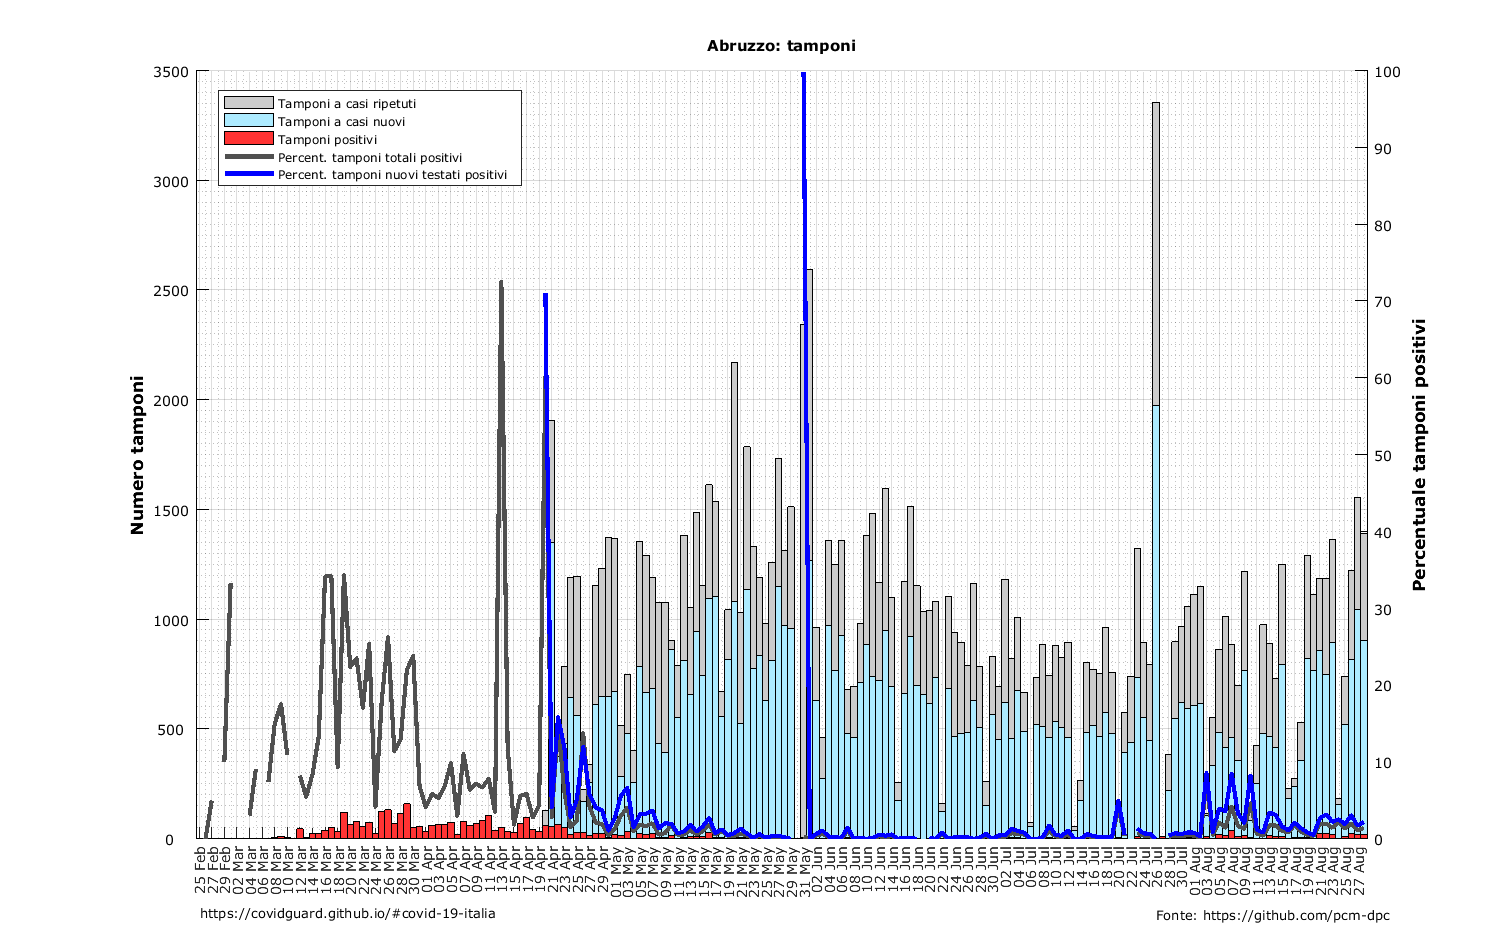 Abruzzo: tamponi
Tamponi a casi ripetuti
Tamponi a casi nuovi
Tamponi positivi
Percent. tamponi totali positivi
Percent. tamponi nuovi testati positivi
Numero tamponi
3500
3000
2500
2000
1500
1000
500
0
Percentuale tamponi positivi
100
90
80
70
60
50
40
30
20
10
0
25 Feb
27 Feb
29 Feb
02 Mar
04 Mar
06 Mar
08 Mar
10 Mar
12 Mar
14 Mar
16 Mar
18 Mar
20 Mar
22 Mar
24 Mar
26 Mar
28 Mar
30 Mar
01 Apr
03 Apr
05 Apr
07 Apr
09 Apr
11 Apr
13 Apr
15 Apr
17 Apr
19 Apr
21 Apr
23 Apr
25 Apr
27 Apr
29 Apr
01 May
03 May
05 May
07 May
09 May
11 May
13 May
15 May
17 May
19 May
21 May
23 May
25 May
27 May
29 May
31 May
02 Jun
04 Jun
06 Jun
08 Jun
10 Jun
12 Jun
14 Jun
16 Jun
18 Jun
20 Jun
22 Jun
24 Jun
26 Jun
28 Jun
30 Jun
02 Jul
04 Jul
06 Jul
08 Jul
10 Jul
12 Jul
14 Jul
16 Jul
18 Jul
20 Jul
22 Jul
24 Jul
26 Jul
28 Jul
30 Jul
01 Aug
03 Aug
05 Aug
07 Aug
09 Aug
11 Aug
13 Aug
15 Aug
17 Aug
19 Aug
21 Aug
23 Aug
25 Aug
27 Aug
https://covidguard.github.io/#covid-19-italia
Fonte: https://github.com/pcm-dpc